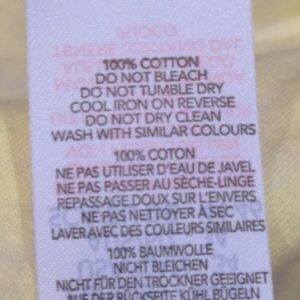 100% COTTON
DO NOT BLEACH
DO NOT TUMBLE DRY
COOL IRON ON REVERSE
DO NOT DRY CLEAN
WASH WITH SIMILAR COLOURS
100% COTON
NE PAS UTILISER D'EAU DE JAVEL
NE PAS PASSER AU SÈCHE-LINGE
REPASSAGE DOUX SUR L'ENVERS
NE PAS NETTOYER À SEC
LAVER AVEC DES COULEURS SIMILAIRES
100% BAUMWOLLE
NICHT BLEICHEN
NICHT FÜR DEN TROCKNER GEEIGNET
AUF DER RÜCKSEITE KÜHL BÜGELN